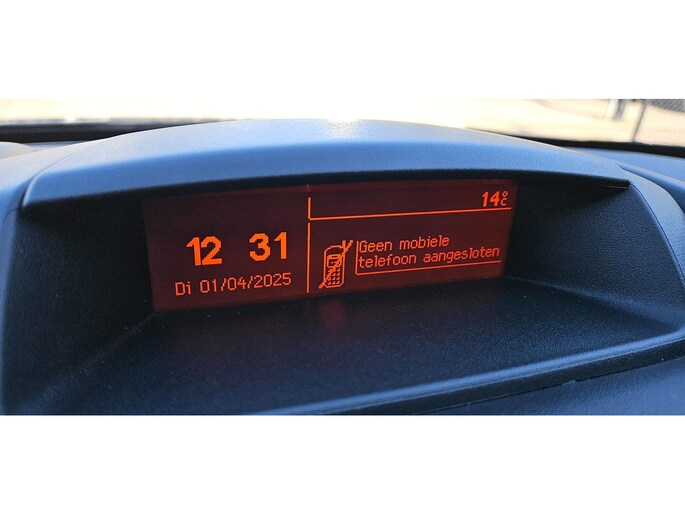 14°C
12 31
Di 01/04/2025
Geen mobiele
telefoon aangesloten